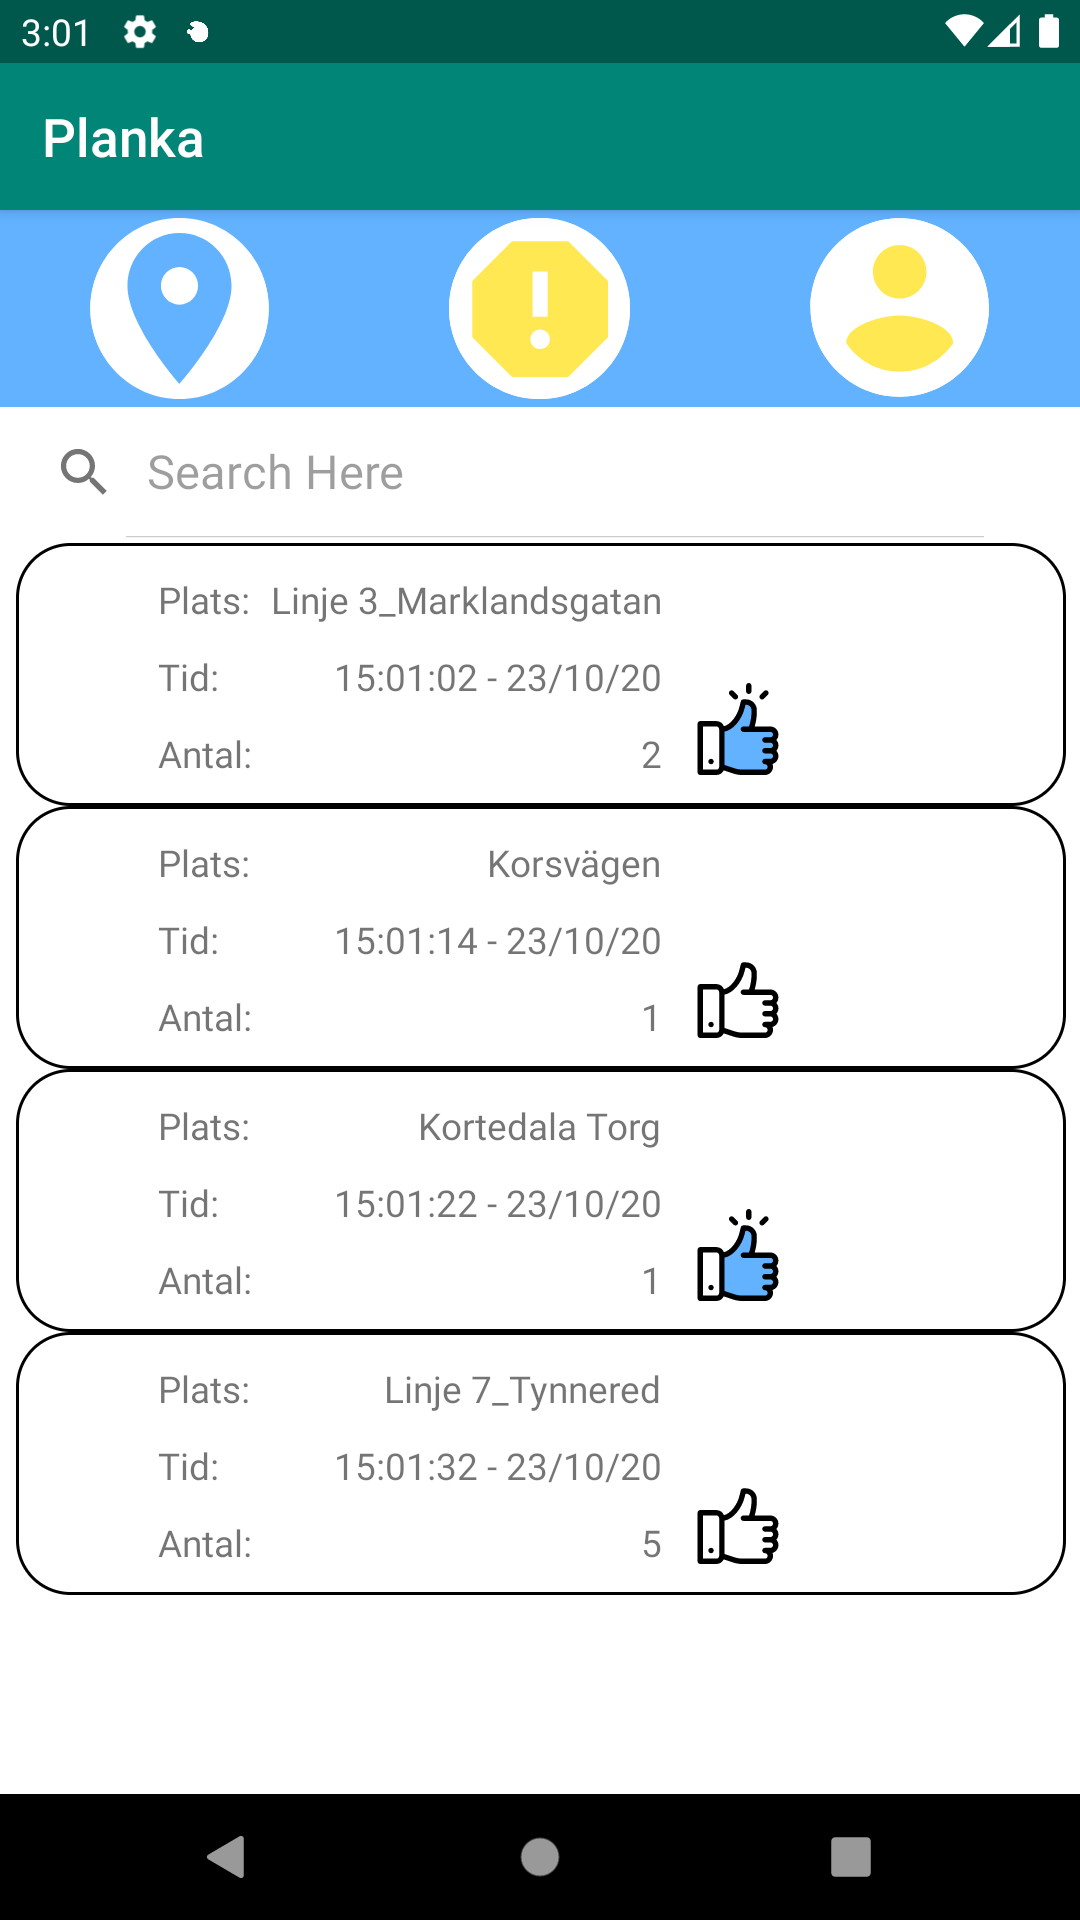 3:01
Planka
Search Here
Plats: Linje 3_Marklandsgatan
Tid: 15:01:02 - 23/10/20
Antal: 2
Plats: Korsvägen
Tid: 15:01:14 - 23/10/20
Antal: 1
Plats: Kortedala Torg
Tid: 15:01:22 - 23/10/20
Antal: 1
Plats: Linje 7_Tynnered
Tid: 15:01:32 - 23/10/20
Antal: 5